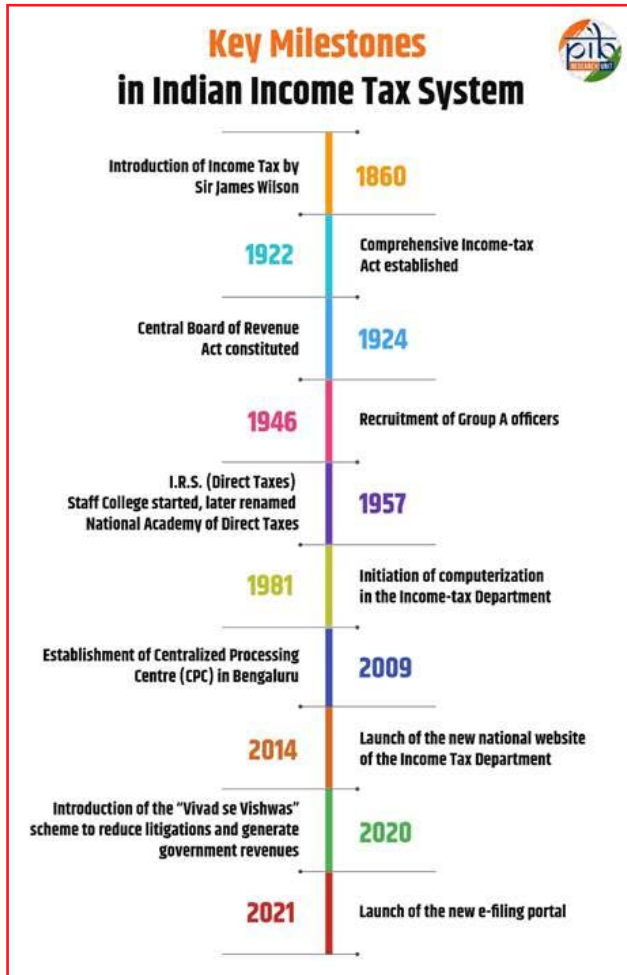 Key Milestones
in Indian Income Tax System
pib
RESEARCH UNIT
Introduction of Income Tax by
Sir James Wilson
1860
1922
Comprehensive Income-tax
Act established
Central Board of Revenue
Act constituted
1924
1946
Recruitment of Group A officers
I.R.S. (Direct Taxes)
Staff College started, later renamed
National Academy of Direct Taxes
1957
1981
Initiation of computerization
in the Income-tax Department
Establishment of Centralized Processing
Centre (CPC) in Bengaluru
2009
2014
Launch of the new national website
of the Income Tax Department
Introduction of the “Vivad se Vishwas”
scheme to reduce litigations and generate
government revenues
2020
2021
Launch of the new e-filing portal